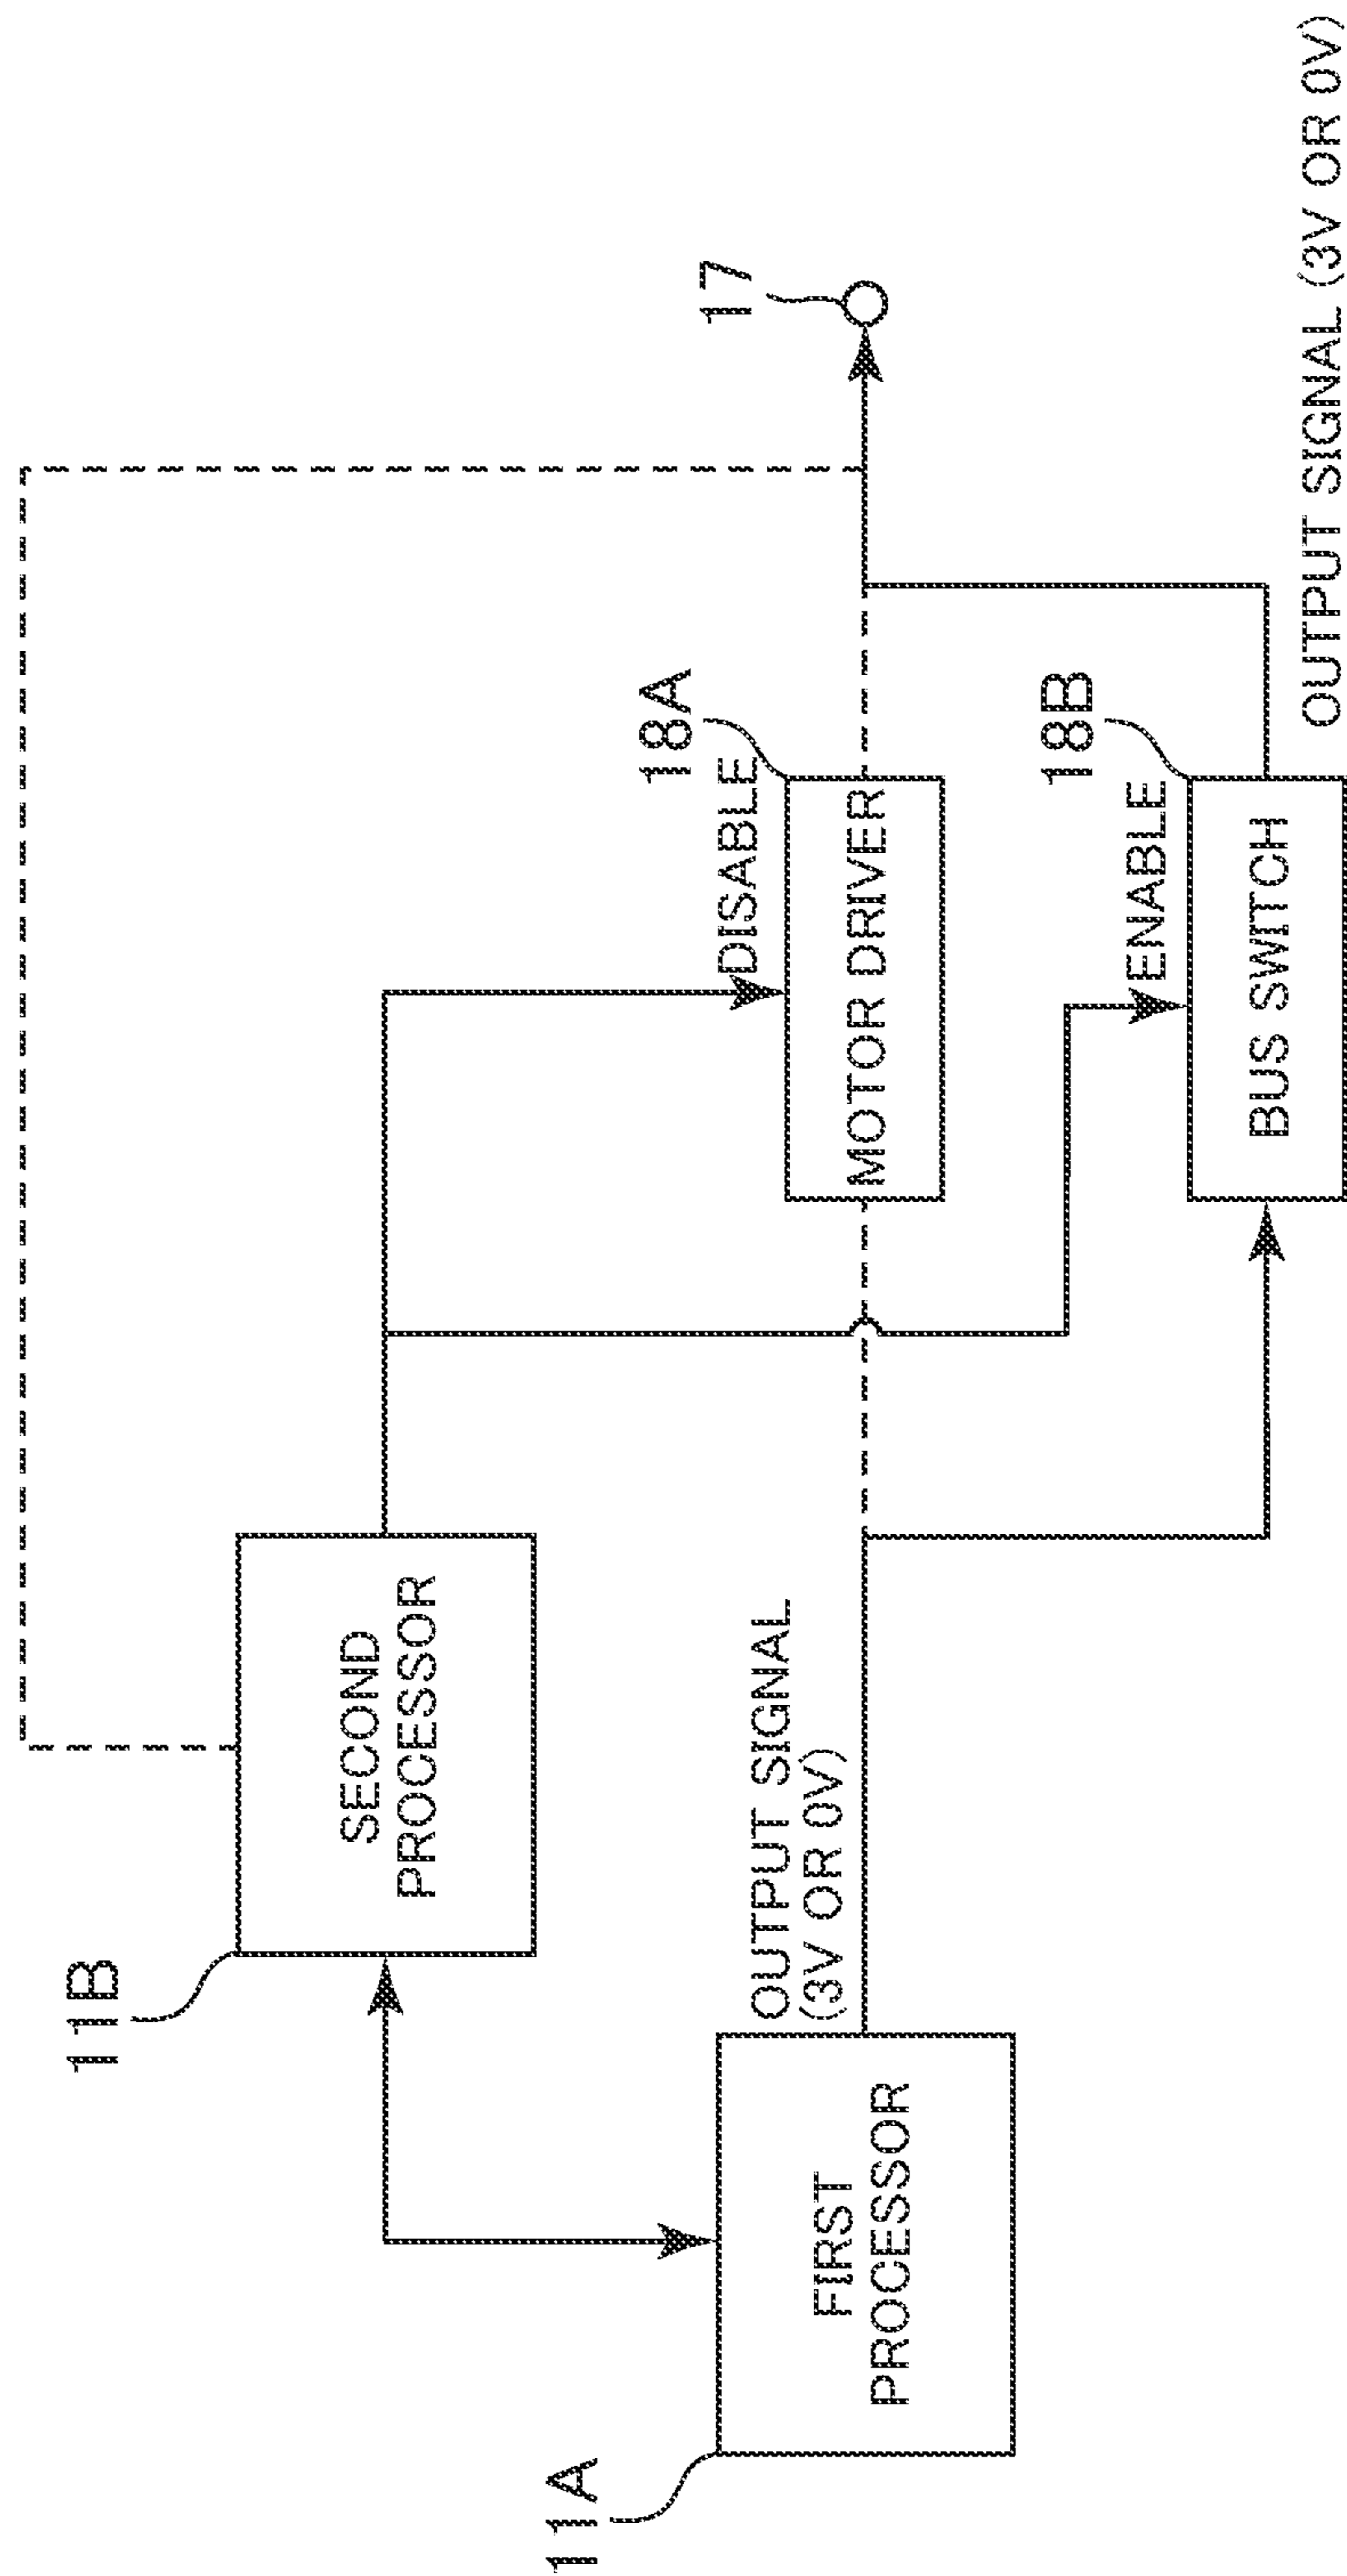 11B
SECOND
PROCESSOR
17
18A
DISABLE
MOTOR DRIVER
11A
FIRST
PROCESSOR
OUTPUT SIGNAL
(3V OR 0V)
18B
ENABLE
BUS SWITCH
OUTPUT SIGNAL (3V OR 0V)